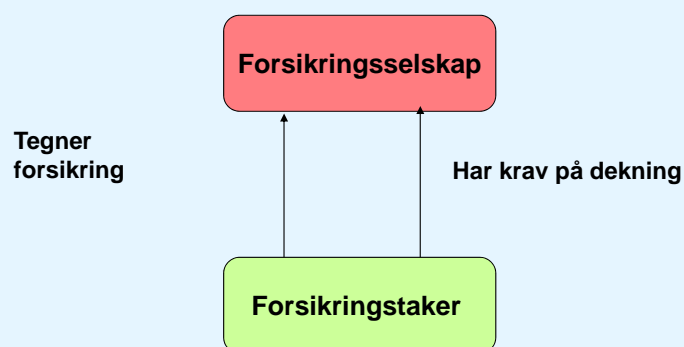 Forsikringsselskap
Tegner
forsikring
Har krav på dekning
Forsikringstaker